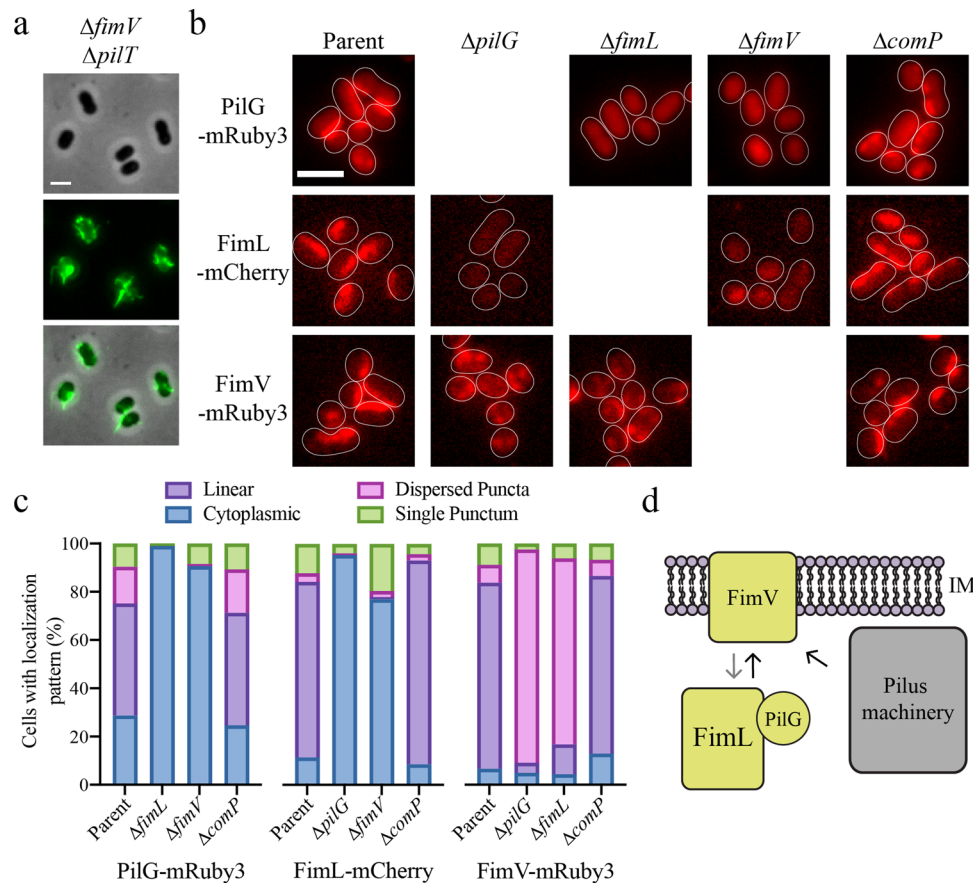 a
ΔfimV
ΔpilT
b
Parent
ΔpilG
ΔfimL
ΔfimV
ΔcomP
PilG
-mRuby3
FimL
-mCherry
FimV
-mRuby3
c
Linear
Cytoplasmic
Dispersed Puncta
Single Punctum
Cells with localization
pattern (%)
100
80
60
40
20
0
Parent
ΔfimL
ΔfimV
ΔcomP
PilG-mRuby3
Parent
ΔpilG
ΔfimV
ΔcomP
FimL-mCherry
Parent
ΔpilG
ΔfimL
ΔcomP
FimV-mRuby3
d
FimV
IM
FimL
PilG
Pilus
machinery